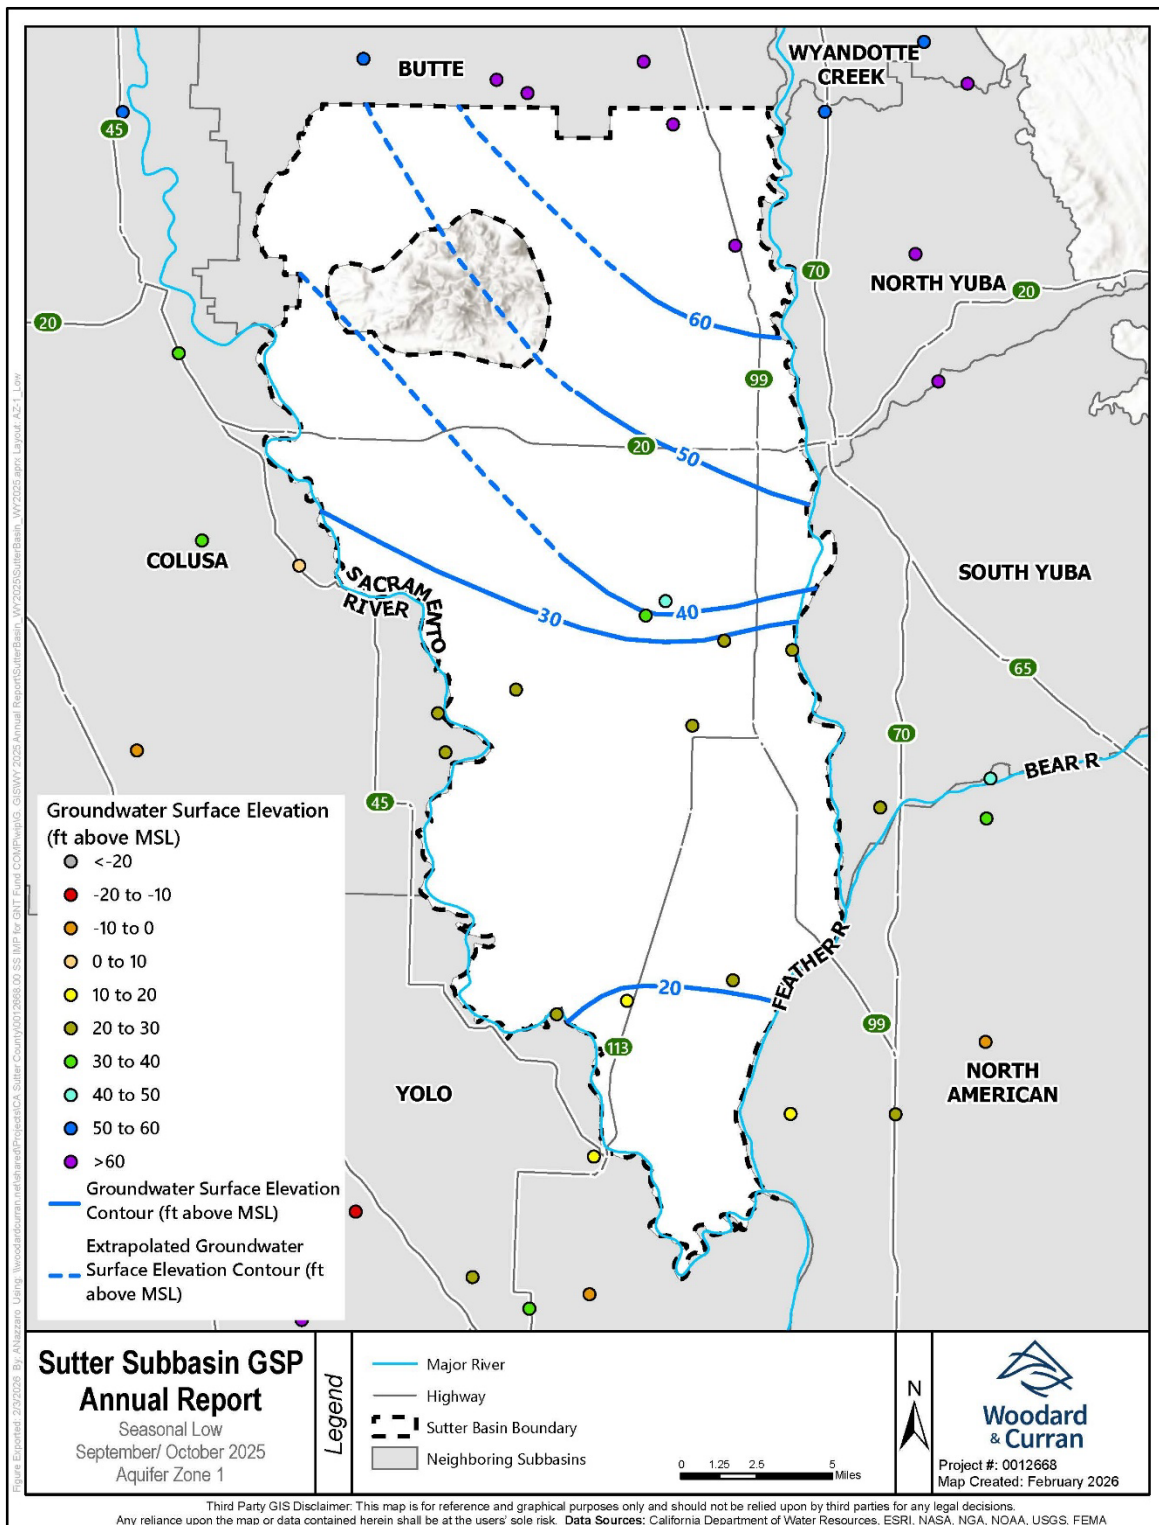 BUTTE
WYANDOTTE
CREEK
45
70
NORTH YUBA
20
20
60
99
20
50
COLUSA
SACRAMENTO
RIVER
SOUTH YUBA
40
30
65
70
BEAR R
45
Groundwater Surface Elevation
(ft above MSL)
<-20
-20 to -10
-10 to 0
0 to 10
10 to 20
20 to 30
30 to 40
40 to 50
50 to 60
>60
Groundwater Surface Elevation
Contour (ft above MSL)
Extrapolated Groundwater
Surface Elevation Contour (ft
above MSL)
FEATHER R
20
99
113
NORTH
AMERICAN
YOLO
Sutter Subbasin GSP
Annual Report
Seasonal Low
September/ October 2025
Aquifer Zone 1
Legend
Major River
Highway
Sutter Basin Boundary
Neighboring Subbasins
0 1.25 2.5 5
Miles
N
Woodard
& Curran
Project #: 0012668
Map Created: February 2026
Third Party GIS Disclaimer: This map is for reference and graphical purposes only and should not be relied upon by third parties for any legal decisions.
Any reliance upon the map or data contained herein shall be at the users' sole risk. Data Sources: California Department of Water Resources, ESRI, NASA, NGA, NOAA, USGS, FEMA
Figure Exported: 2/3/2026 By: ANazzaro Using: